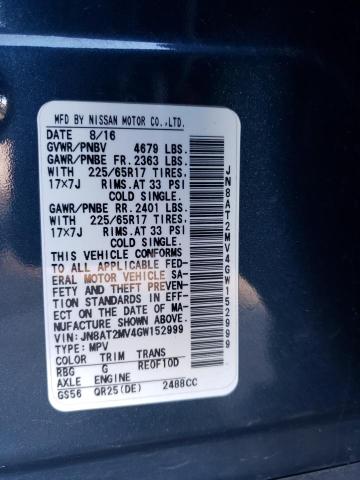 MFD BY NISSAN MOTOR CO.,LTD.
DATE 8/16
GVWR/PNBV 4679 LBS.
GAWR/PNBE FR. 2363 LBS.
WITH 225/65R17 TIRES.
17×7J RIMS.AT 33 PSI
COLD SINGLE.
GAWR/PNBE RR. 2401 LBS.
WITH 225/65R17 TIRES.
17×7J RIMS.AT 33 PSI
COLD SINGLE.
THIS VEHICLE CONFORMS
TO ALL APPLICABLE FED-
ERAL MOTOR VEHICLE SA-
FETY AND THEFT PREVEN-
TION STANDARDS IN EFF-
ECT ON THE DATE OF MA-
NUFACTURE SHOWN ABOVE.
VIN:JN8AT2MV4GW152999
TYPE: MPV
COLOR TRIM TRANS
RBG G RE0F10D
AXLE ENGINE
GS56 QR25(DE) 2488CC
JN8AT2MV4GW152999